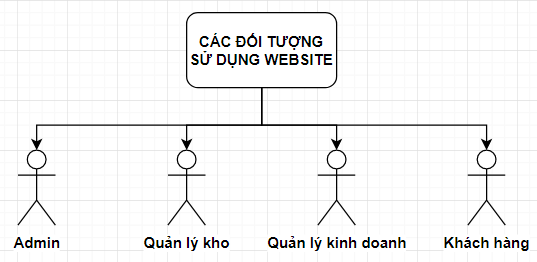 CÁC ĐỐI TƯỢNG
SỬ DỤNG WEBSITE
Admin
Quản lý kho
Quản lý kinh doanh
Khách hàng